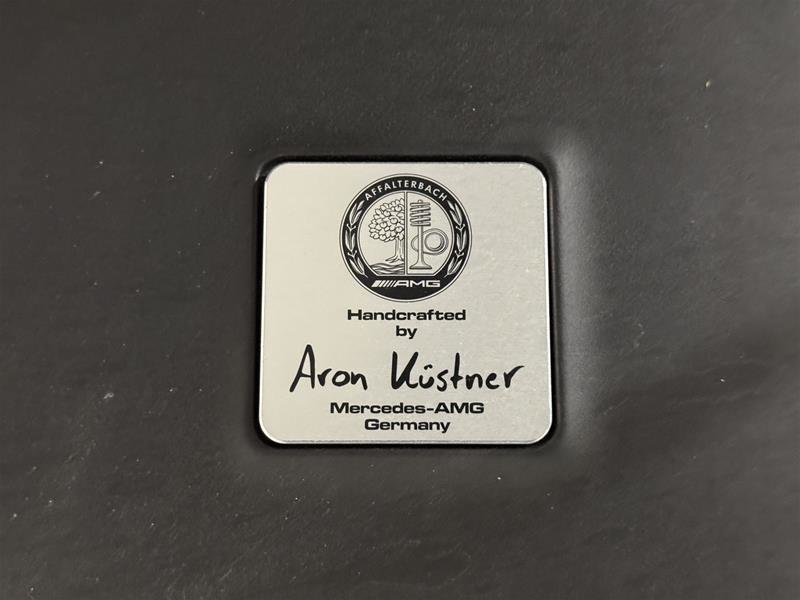 AFFALTERBACH
AMG
Handcrafted
by
Aron Küstner
Mercedes-AMG
Germany